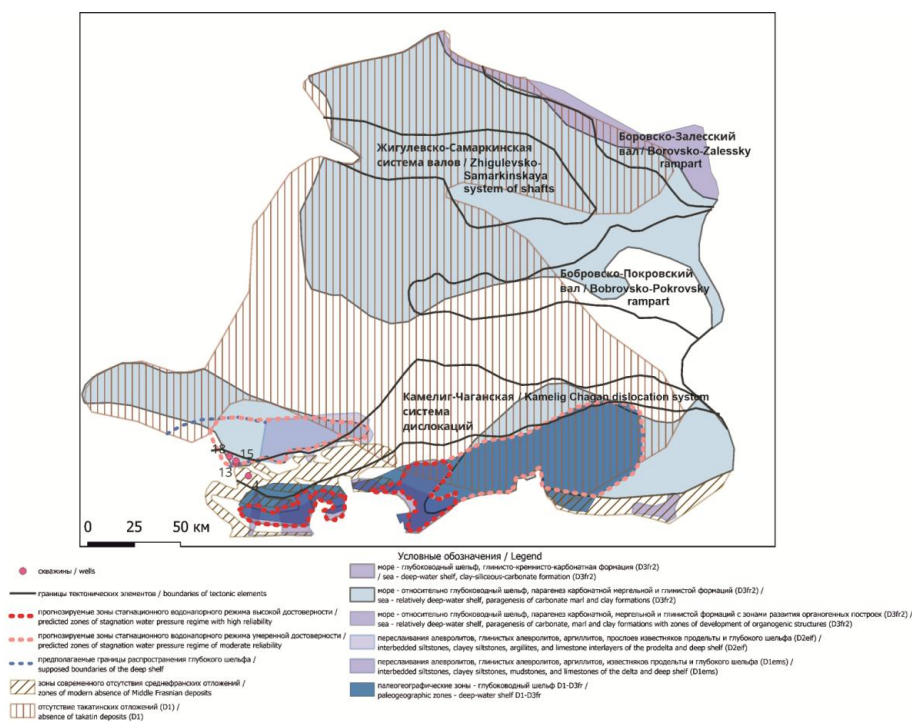 Жигулевско-Самаркинская
система валов / Zhigulevsko-
Samarkinskaya
system of shafts
Боровско-Залесский
вал / Borovsko-Zalessky
rampart
Бобровско-Покровский
вал / Bobrovsko-Pokrovsky
rampart
Камелиг-Чаганская / Kamelig Chagan dislocation system
система
дислокаций
18
15
13
4
0 25 50 КМ
Условные обозначения / Legend
скважины / wells
границы тектонических элементов / boundaries of tectonic elements
прогнозируемые зоны стагнационного водонапорного режима высокой достоверности /
predicted zones of stagnation water pressure regime with high reliability
прогнозируемые зоны стагнационного водонапорного режима умеренной достоверности /
predicted zones of stagnation water pressure regime of moderate reliability
предполагаемые границы распространения глубокого шельфа /
supposed boundaries of the deep shelf
зоны современного отсутствия среднефранских отложений /
zones of modern absence of Middle Frasnian deposits
отсутствие такатинских отложений (D1) /
absence of takatin deposits (D1)
море - глубоководный шельф, глинисто-кремнисто-карбонатная формация (D3fr2)
/ sea - deep-water shelf, clay-siliceous-carbonate formation (D3fr2)
море - относительно глубоководный шельф, парагенез карбонатной мергельной и глинистой формаций (D3fr2) /
sea - relatively deep-water shelf, paragenesis of carbonate marl and clay formations (D3fr2)
море - относительно глубоководный шельф, парагенез карбонатной, мергельной и глинистой формаций с зонами развития органогенных построек (D3fr2) /
sea - relatively deep-water shelf, paragenesis of carbonate, marl and clay formations with zones of development of organogenic structures (D3fr2)
переслаивания алевролитов, глинистых алевролитов, аргиллитов, прослоев известняков продельты и глубокого шельфа (D2eif) /
interbedded siltstones, clayey siltstones, argillites, and limestone interlayers of the prodelta and deep shelf (D2eif)
переслаивания алевролитов, глинистых алевролитов, аргиллитов, известняков продельты и глубокого шельфа (D1ems) /
interbedded siltstones, clayey siltstones, mudstones, and limestones of the delta and deep shelf (D1ems)
палеогеографические зоны - глубоководный шельф D1-D3fr /
paleogeographic zones - deep-water shelf D1-D3fr